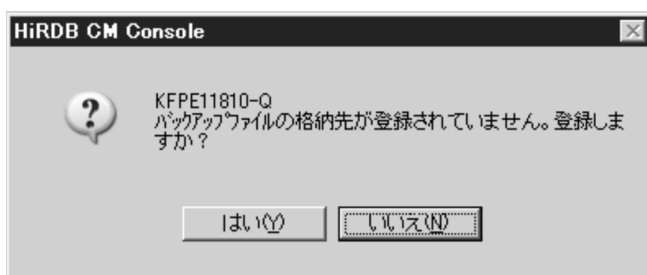 HiRDB CM Console
KFPE11810-Q
バックアップファイルの格納先が登録されていません。登録しま
すか？
はい(Y)
いいえ(N)